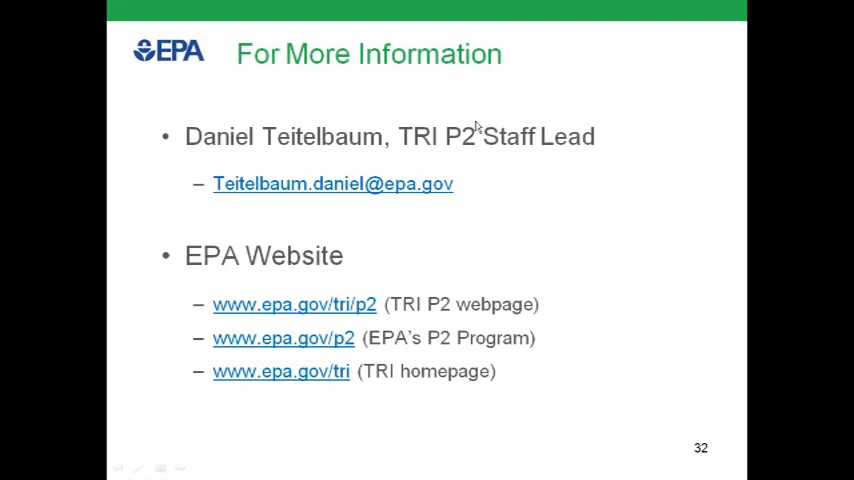 EPA For More Information
• Daniel Teitelbaum, TRI P2 Staff Lead
– Teitelbaum.daniel@epa.gov
• EPA Website
– www.epa.gov/tri/p2 (TRI P2 webpage)
– www.epa.gov/p2 (EPA's P2 Program)
– www.epa.gov/tri (TRI homepage)
32